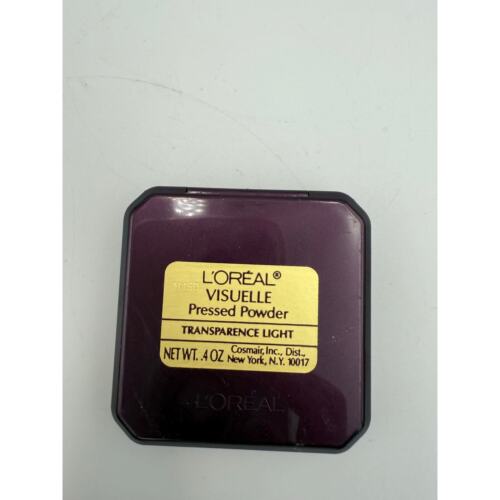 L'ORÉAL®
VISUELLE
Pressed Powder
TRANSPARENCE LIGHT
NET WT. .4 OZ Cosmair, Inc., Dist.,
New York, N.Y. 10017
L'ORÉAL